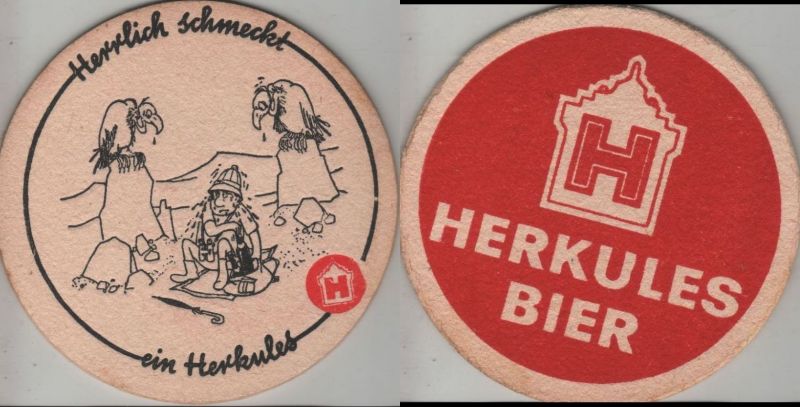 Herrlich schmeckt
ein Herkules
H
H
HERKULES
BIER